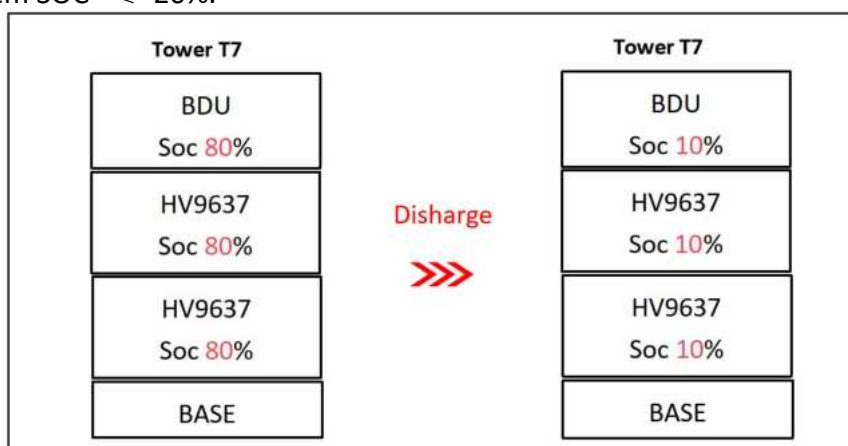 Tower T7
BDU
Soc 80%
HV9637
Soc 80%
HV9637
Soc 80%
BASE
Disharge
Tower T7
BDU
Soc 10%
HV9637
Soc 10%
HV9637
Soc 10%
BASE